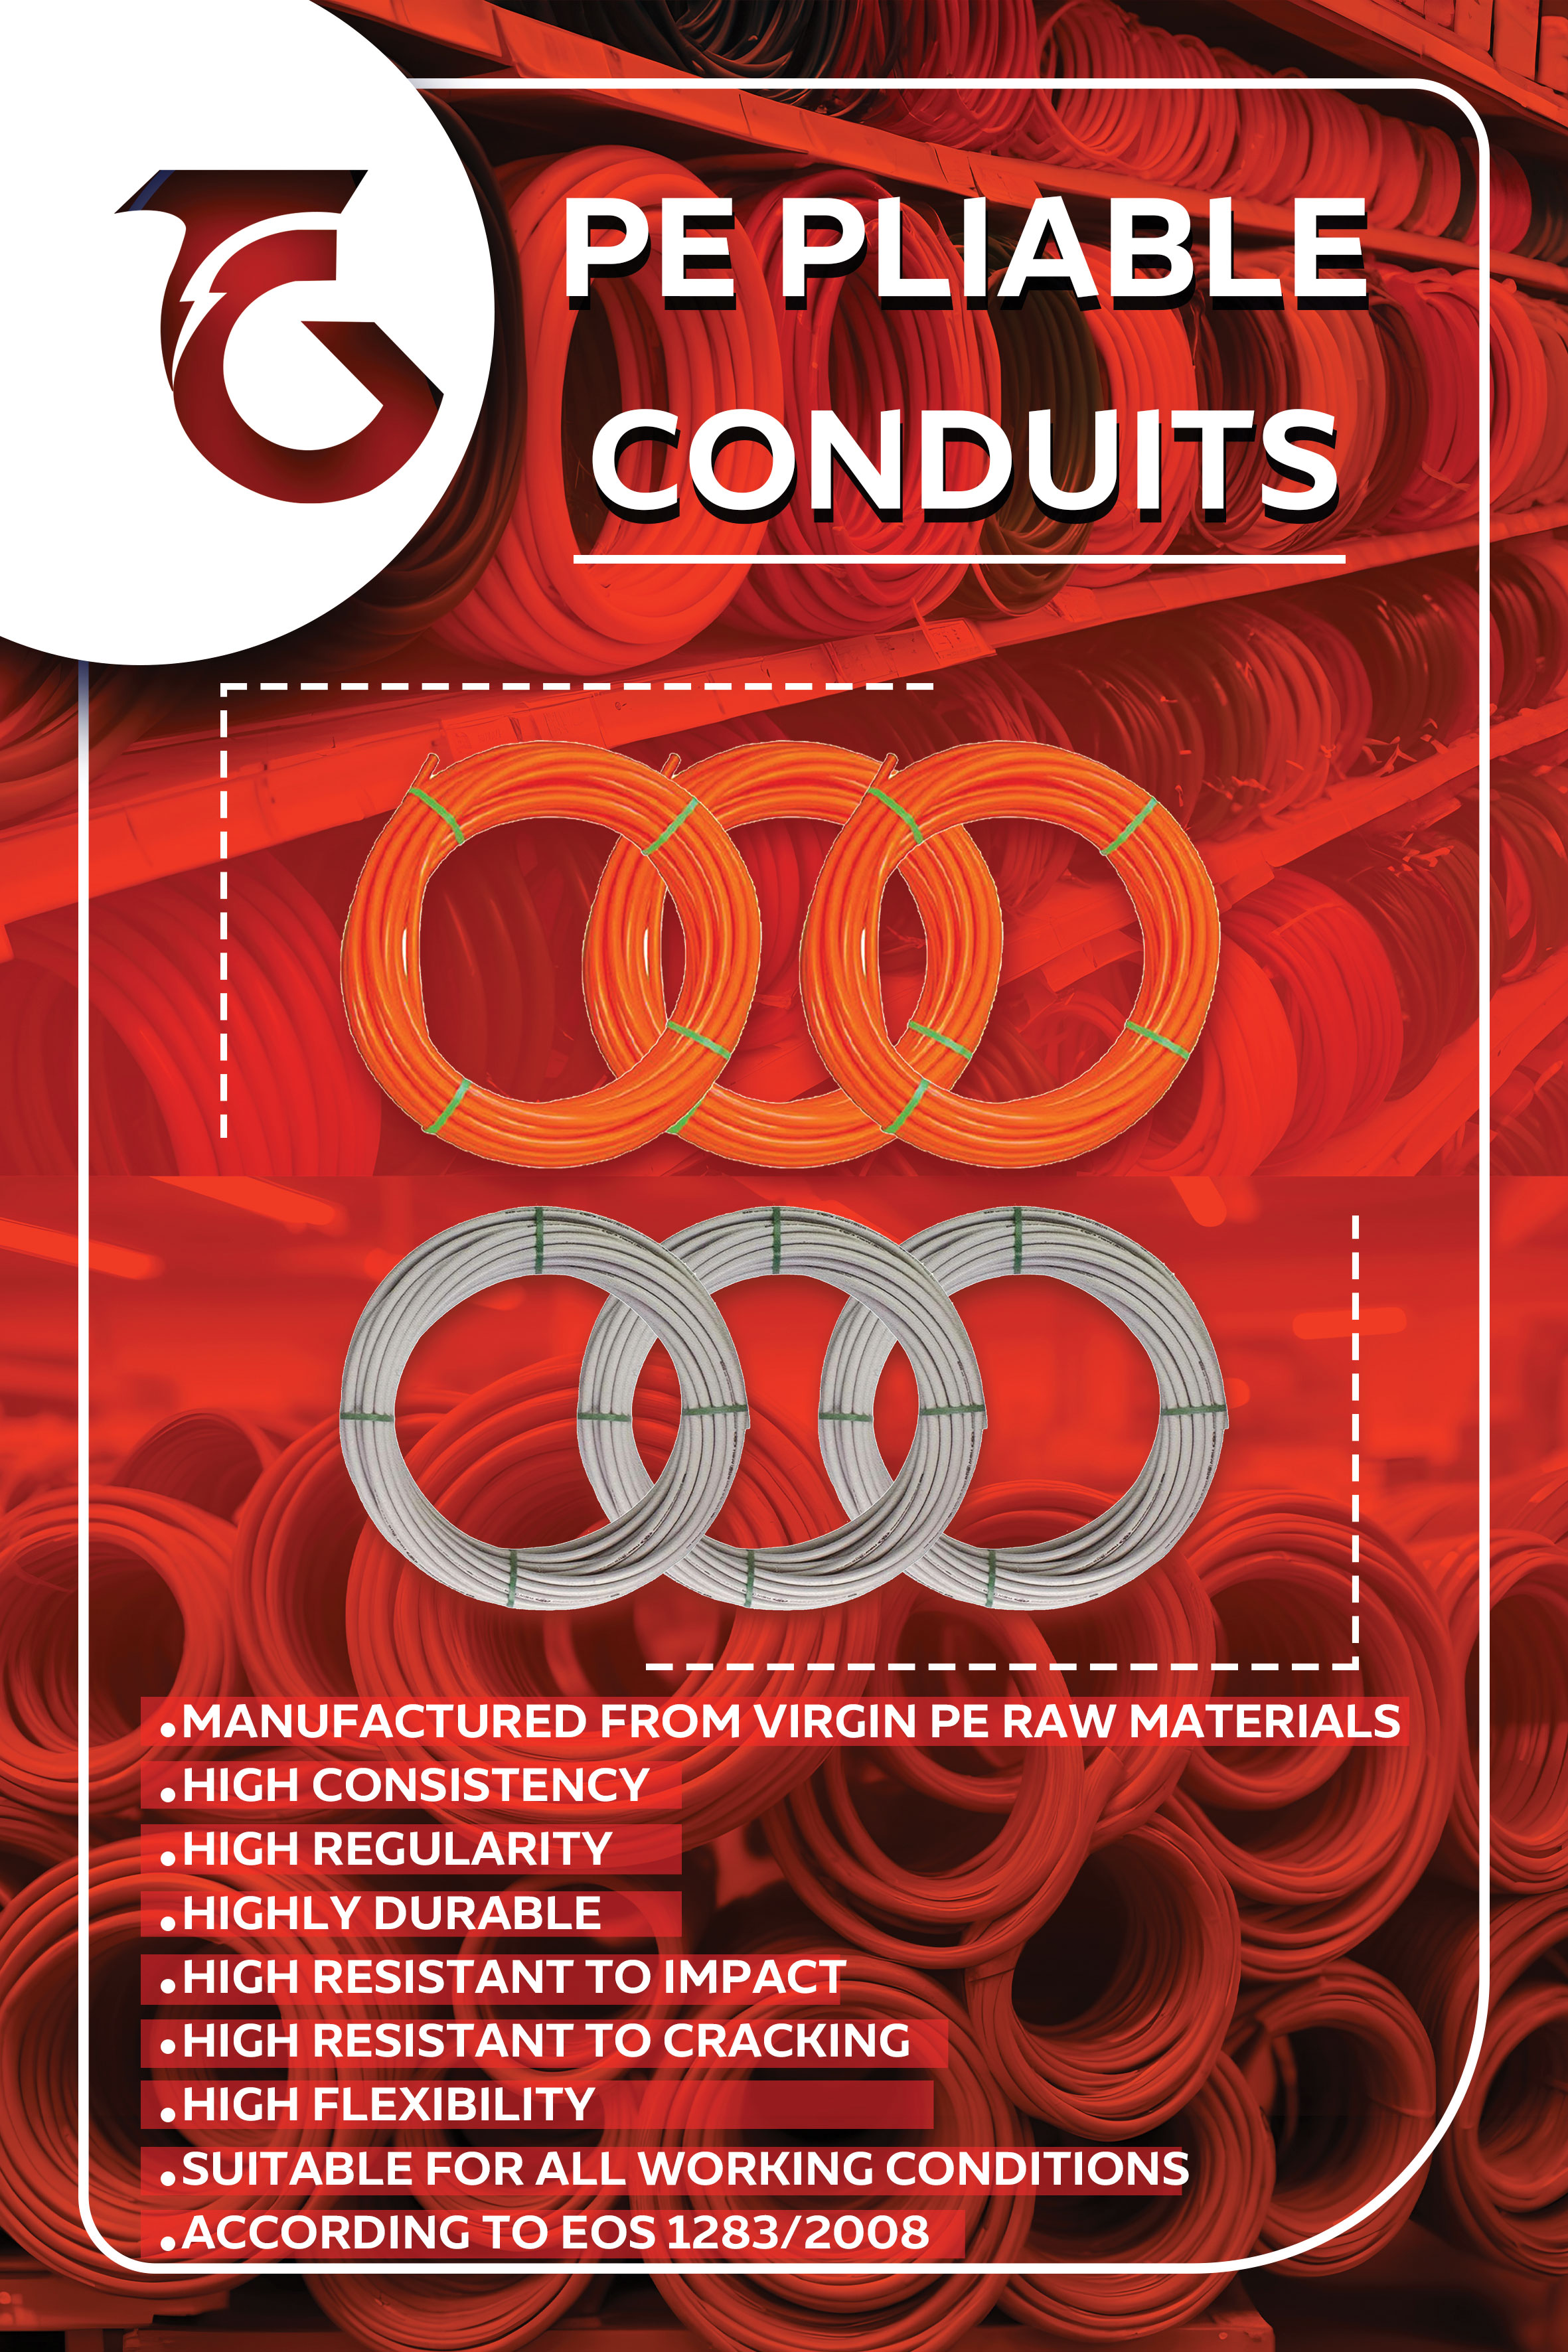 PE PLIABLE
CONDUITS
.MANUFACTURED FROM VIRGIN PE RAW MATERIALS
.HIGH CONSISTENCY
.HIGH REGULARITY
.HIGHLY DURABLE
.HIGH RESISTANT TO IMPACT
.HIGH RESISTANT TO CRACKING
.HIGH FLEXIBILITY
.SUITABLE FOR ALL WORKING CONDITIONS
.ACCORDING TO EOS 1283/2008